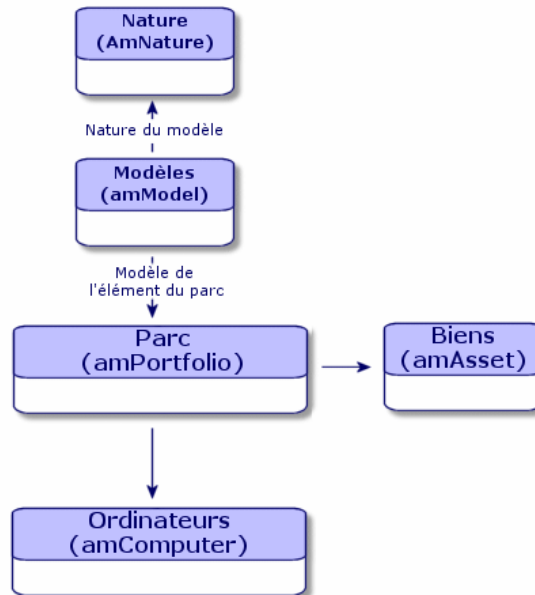 Nature
(AmNature)
Nature du modèle
Modèles
(amModel)
Modèle de
l'élément du parc
Parc
(amPortfolio)
Biens
(amAsset)
Ordinateurs
(amComputer)